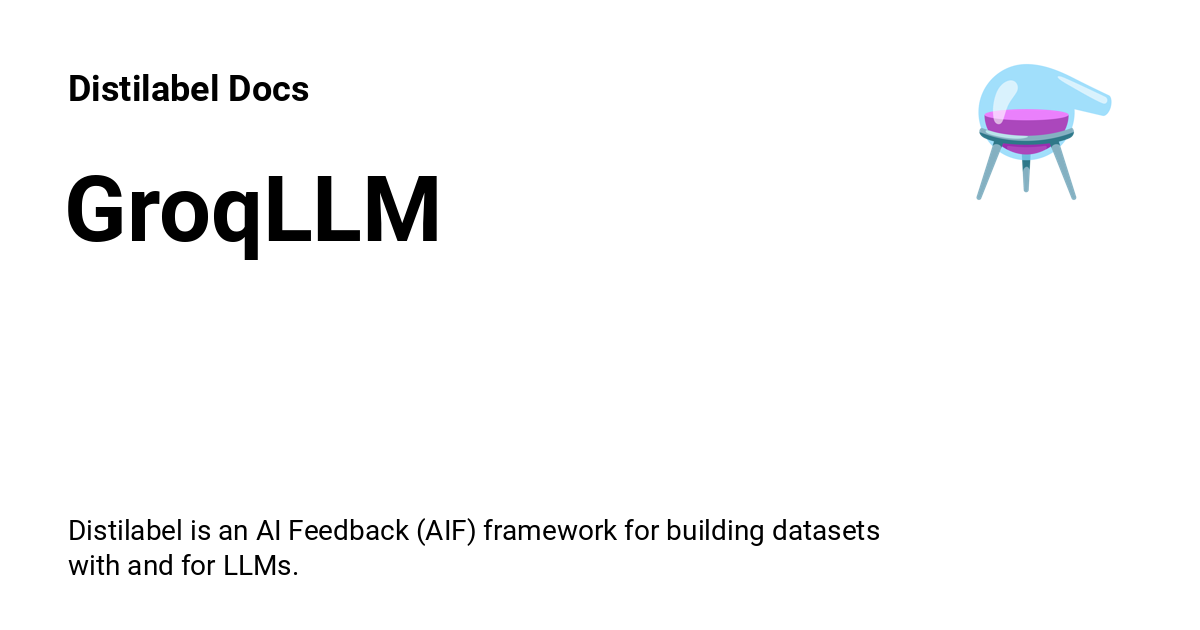 Distilabel Docs
GroqLLM
Distilabel is an AI Feedback (AIF) framework for building datasets
with and for LLMs.